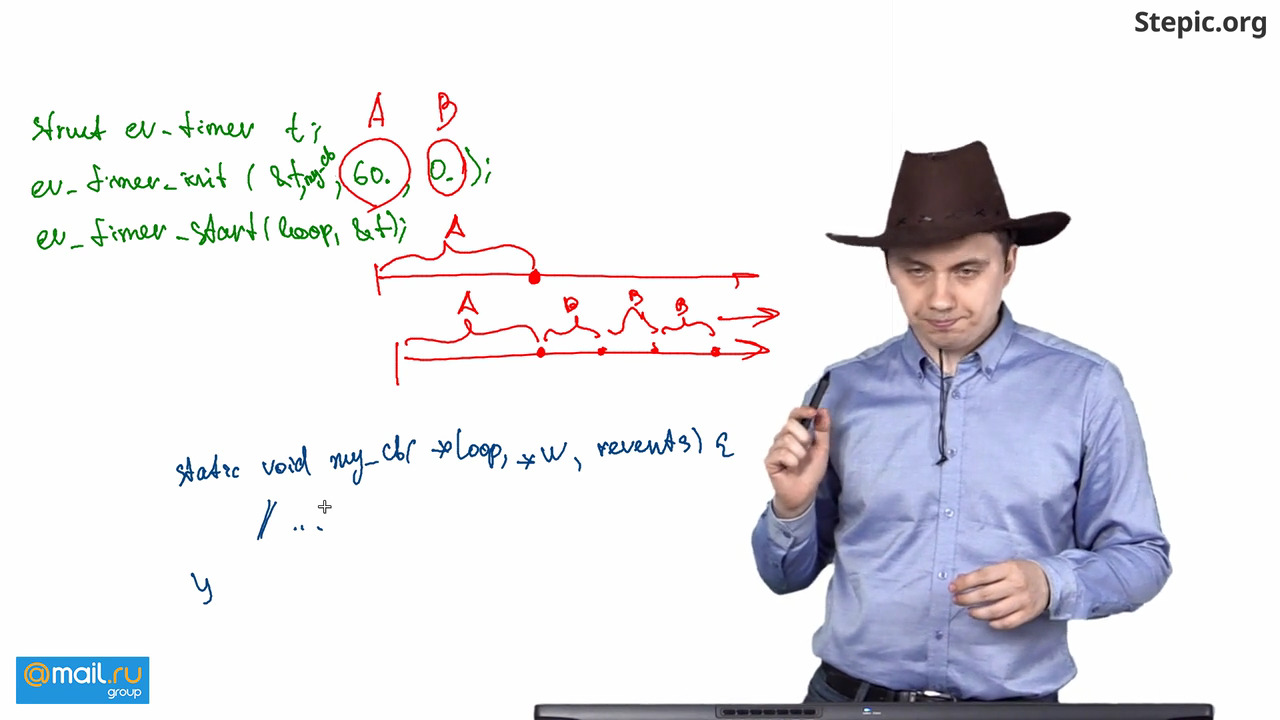 Stepic.org
A B
struct ev_timer t;
ev_timer_init ( &t, my_cb, 60., 0. );
ev_timer_start(loop, &t);
A
A B B B
static void my_cb( *loop, *w, revents) {
// ...
}
@mail.ru
group